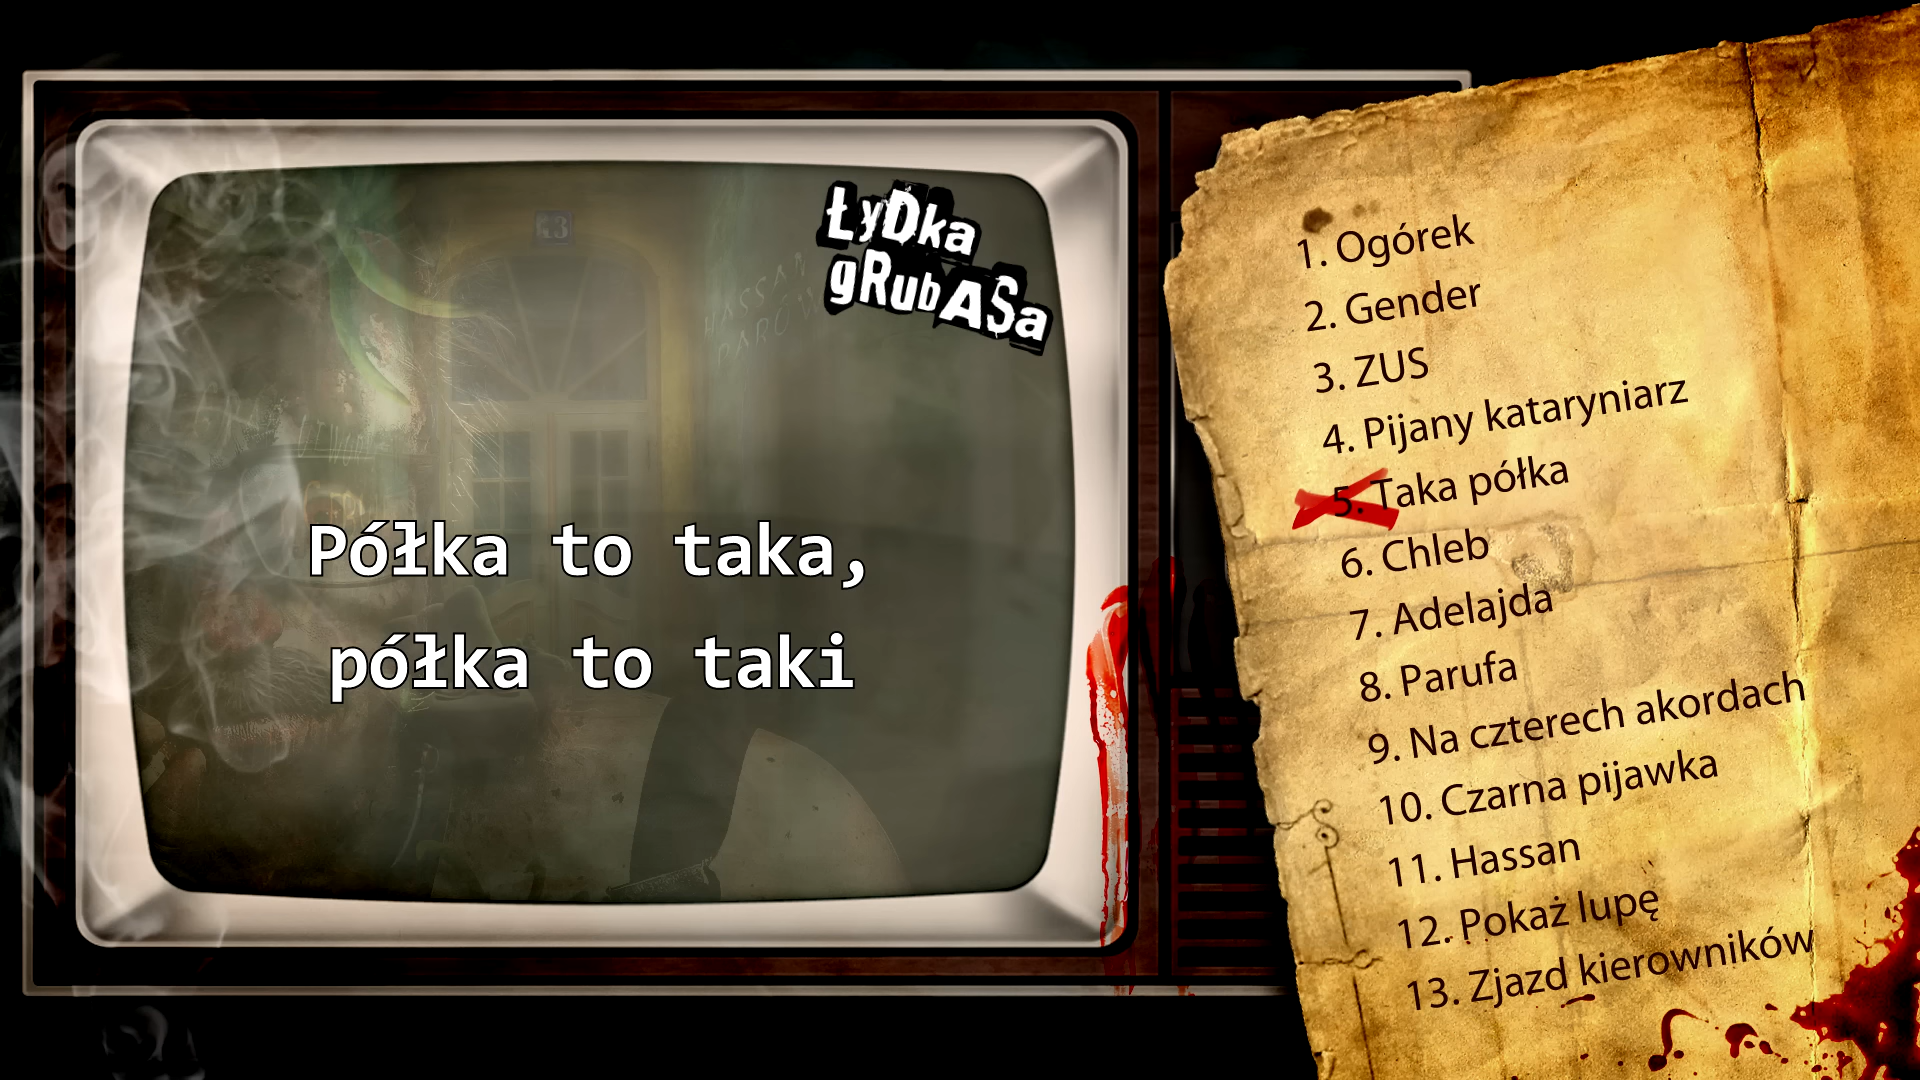 ŁyDka
gRubASa
43
HASSAN
Półka to taka,
półka to taki
1. Ogórek
2. Gender
3. ZUS
4. Pijany kataryniarz
5. Taka półka
6. Chleb
7. Adelajda
8. Parufa
9. Na czterech akordach
10. Czarna pijawka
11. Hassan
12. Pokaż lupę
13. Zjazd kierowników